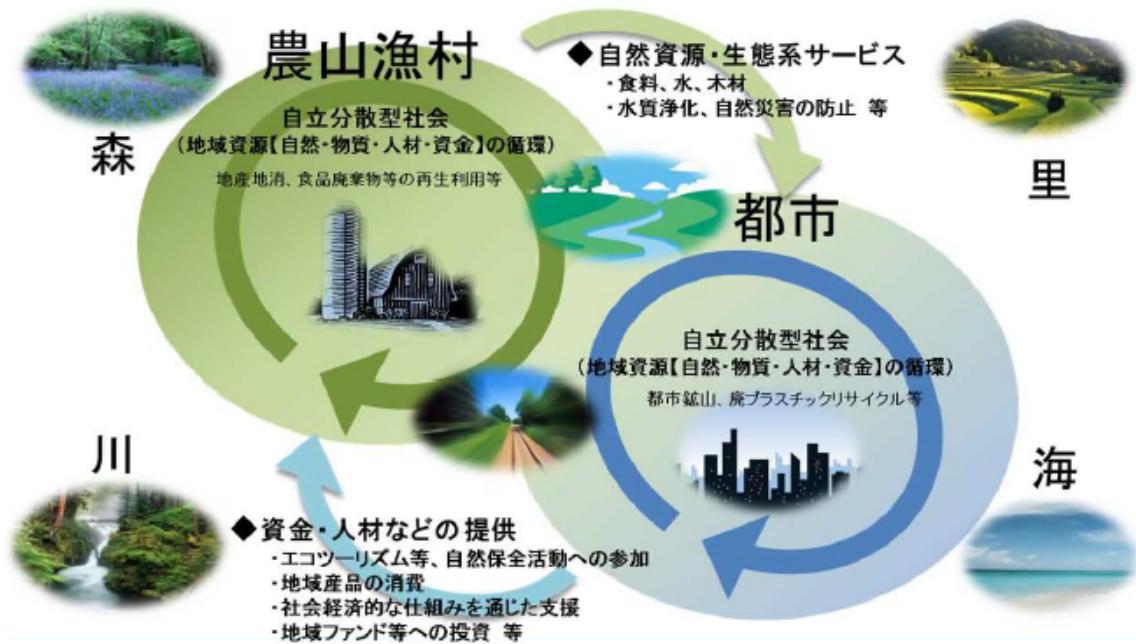 農山漁村
森
自立分散型社会
(地域資源【自然・物質・人材・資金】の循環)
地産地消、食品廃棄物等の再生利用等
◆自然資源・生態系サービス
・食料、水、木材
・水質浄化、自然災害の防止 等
里
都市
自立分散型社会
(地域資源【自然・物質・人材・資金】の循環)
都市鉱山、廃プラスチックリサイクル等
川
海
◆資金・人材などの提供
・エコツーリズム等、自然保全活動への参加
・地域産品の消費
・社会経済的な仕組みを通じた支援
・地域ファンド等への投資 等